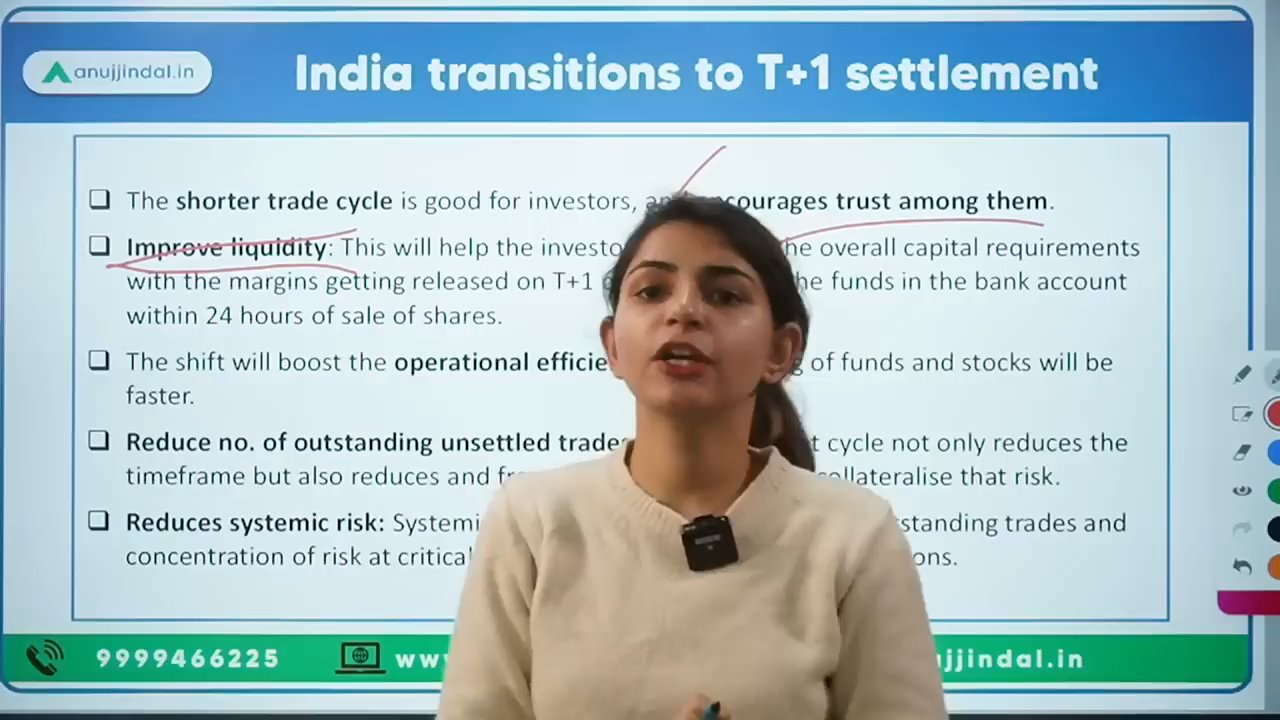 anujjindal.in
India transitions to T+1 settlement
The shorter trade cycle is good for investors, courages trust among them.
Improve liquidity: This will help the investo he overall capital requirements
with the margins getting released on T+1 he funds in the bank account
within 24 hours of sale of shares.
The shift will boost the operational efficie of funds and stocks will be
faster.
Reduce no. of outstanding unsettled trade t cycle not only reduces the
timeframe but also reduces and fr ollateralise that risk.
Reduces systemic risk: Systemi standing trades and
concentration of risk at critical ons.
9999466225 ww jjindal.in